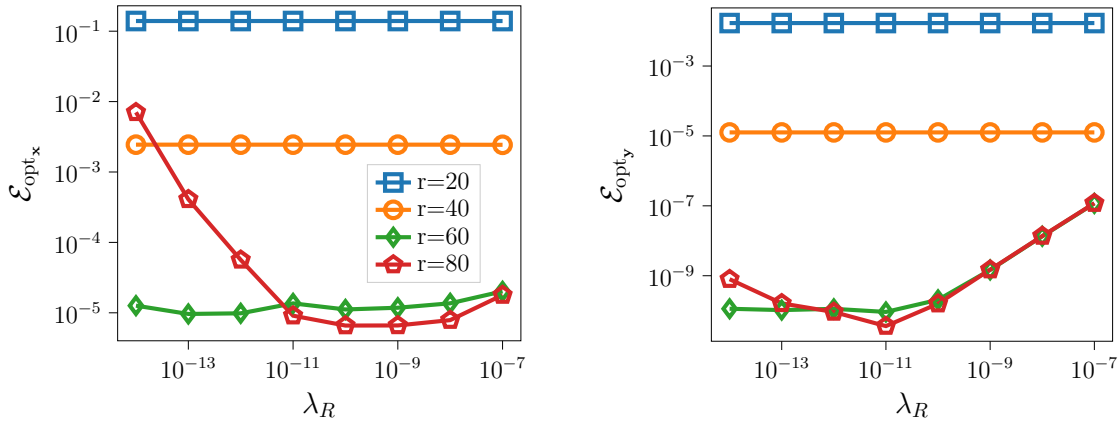 10⁻¹
10⁻²
10⁻³
10⁻⁴
10⁻⁵
ℰ_opt_𝐱
r=20
r=40
r=60
r=80
10⁻¹³ 10⁻¹¹ 10⁻⁹ 10⁻⁷
λ_R
10⁻³
10⁻⁵
10⁻⁷
10⁻⁹
ℰ_opt_𝐲
10⁻¹³ 10⁻¹¹ 10⁻⁹ 10⁻⁷
λ_R